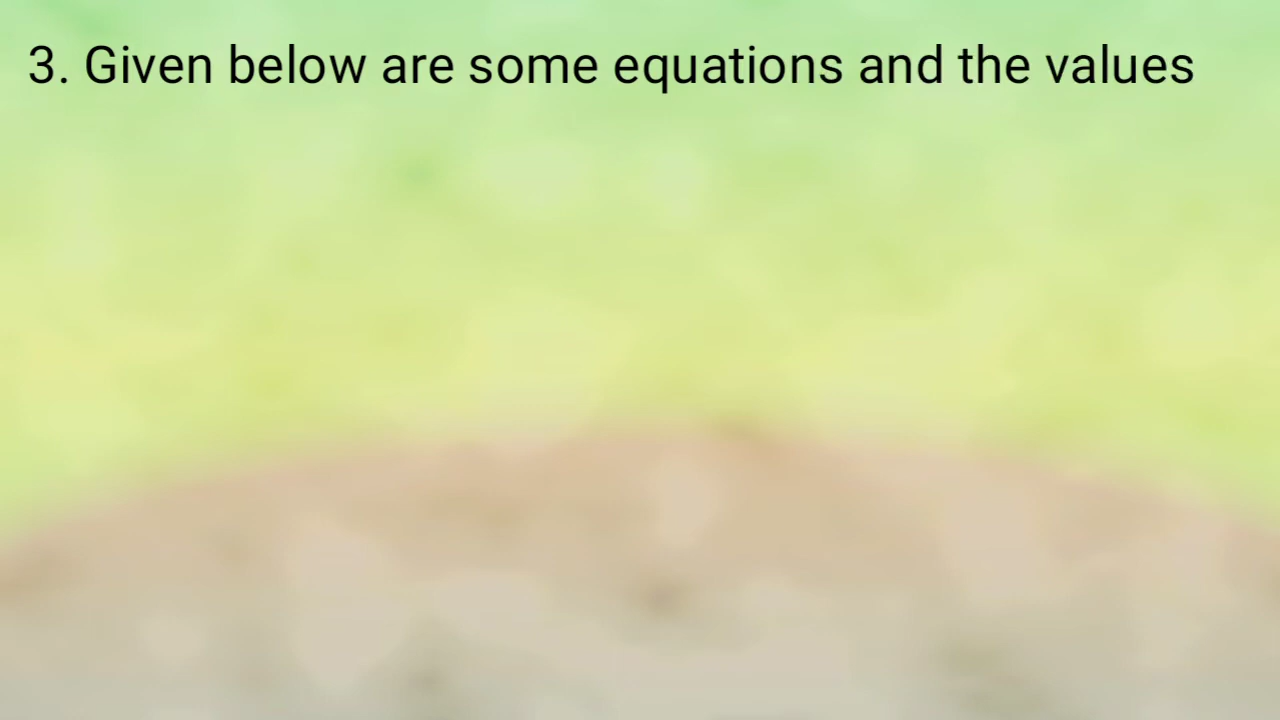 3. Given below are some equations and the values